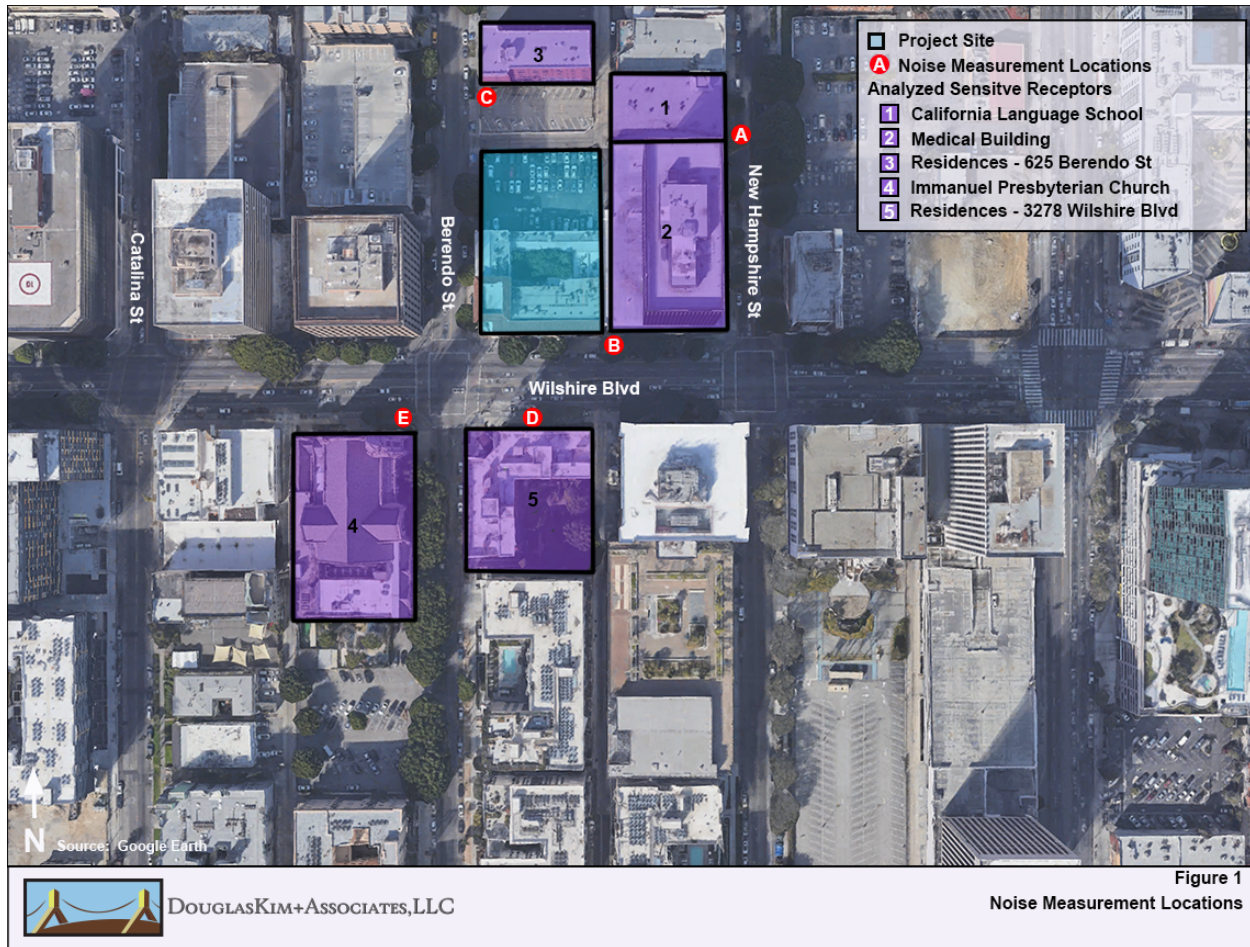 Project Site
A Noise Measurement Locations
Analyzed Sensitve Receptors
1 California Language School
2 Medical Building
3 Residences - 625 Berendo St
4 Immanuel Presbyterian Church
5 Residences - 3278 Wilshire Blvd
3
C
1
A
2
B
Catalina St
Berendo St
New Hampshire St
Wilshire Blvd
E
D
4
5
N
Source: Google Earth
DOUGLASKIM+ASSOCIATES,LLC
Figure 1
Noise Measurement Locations